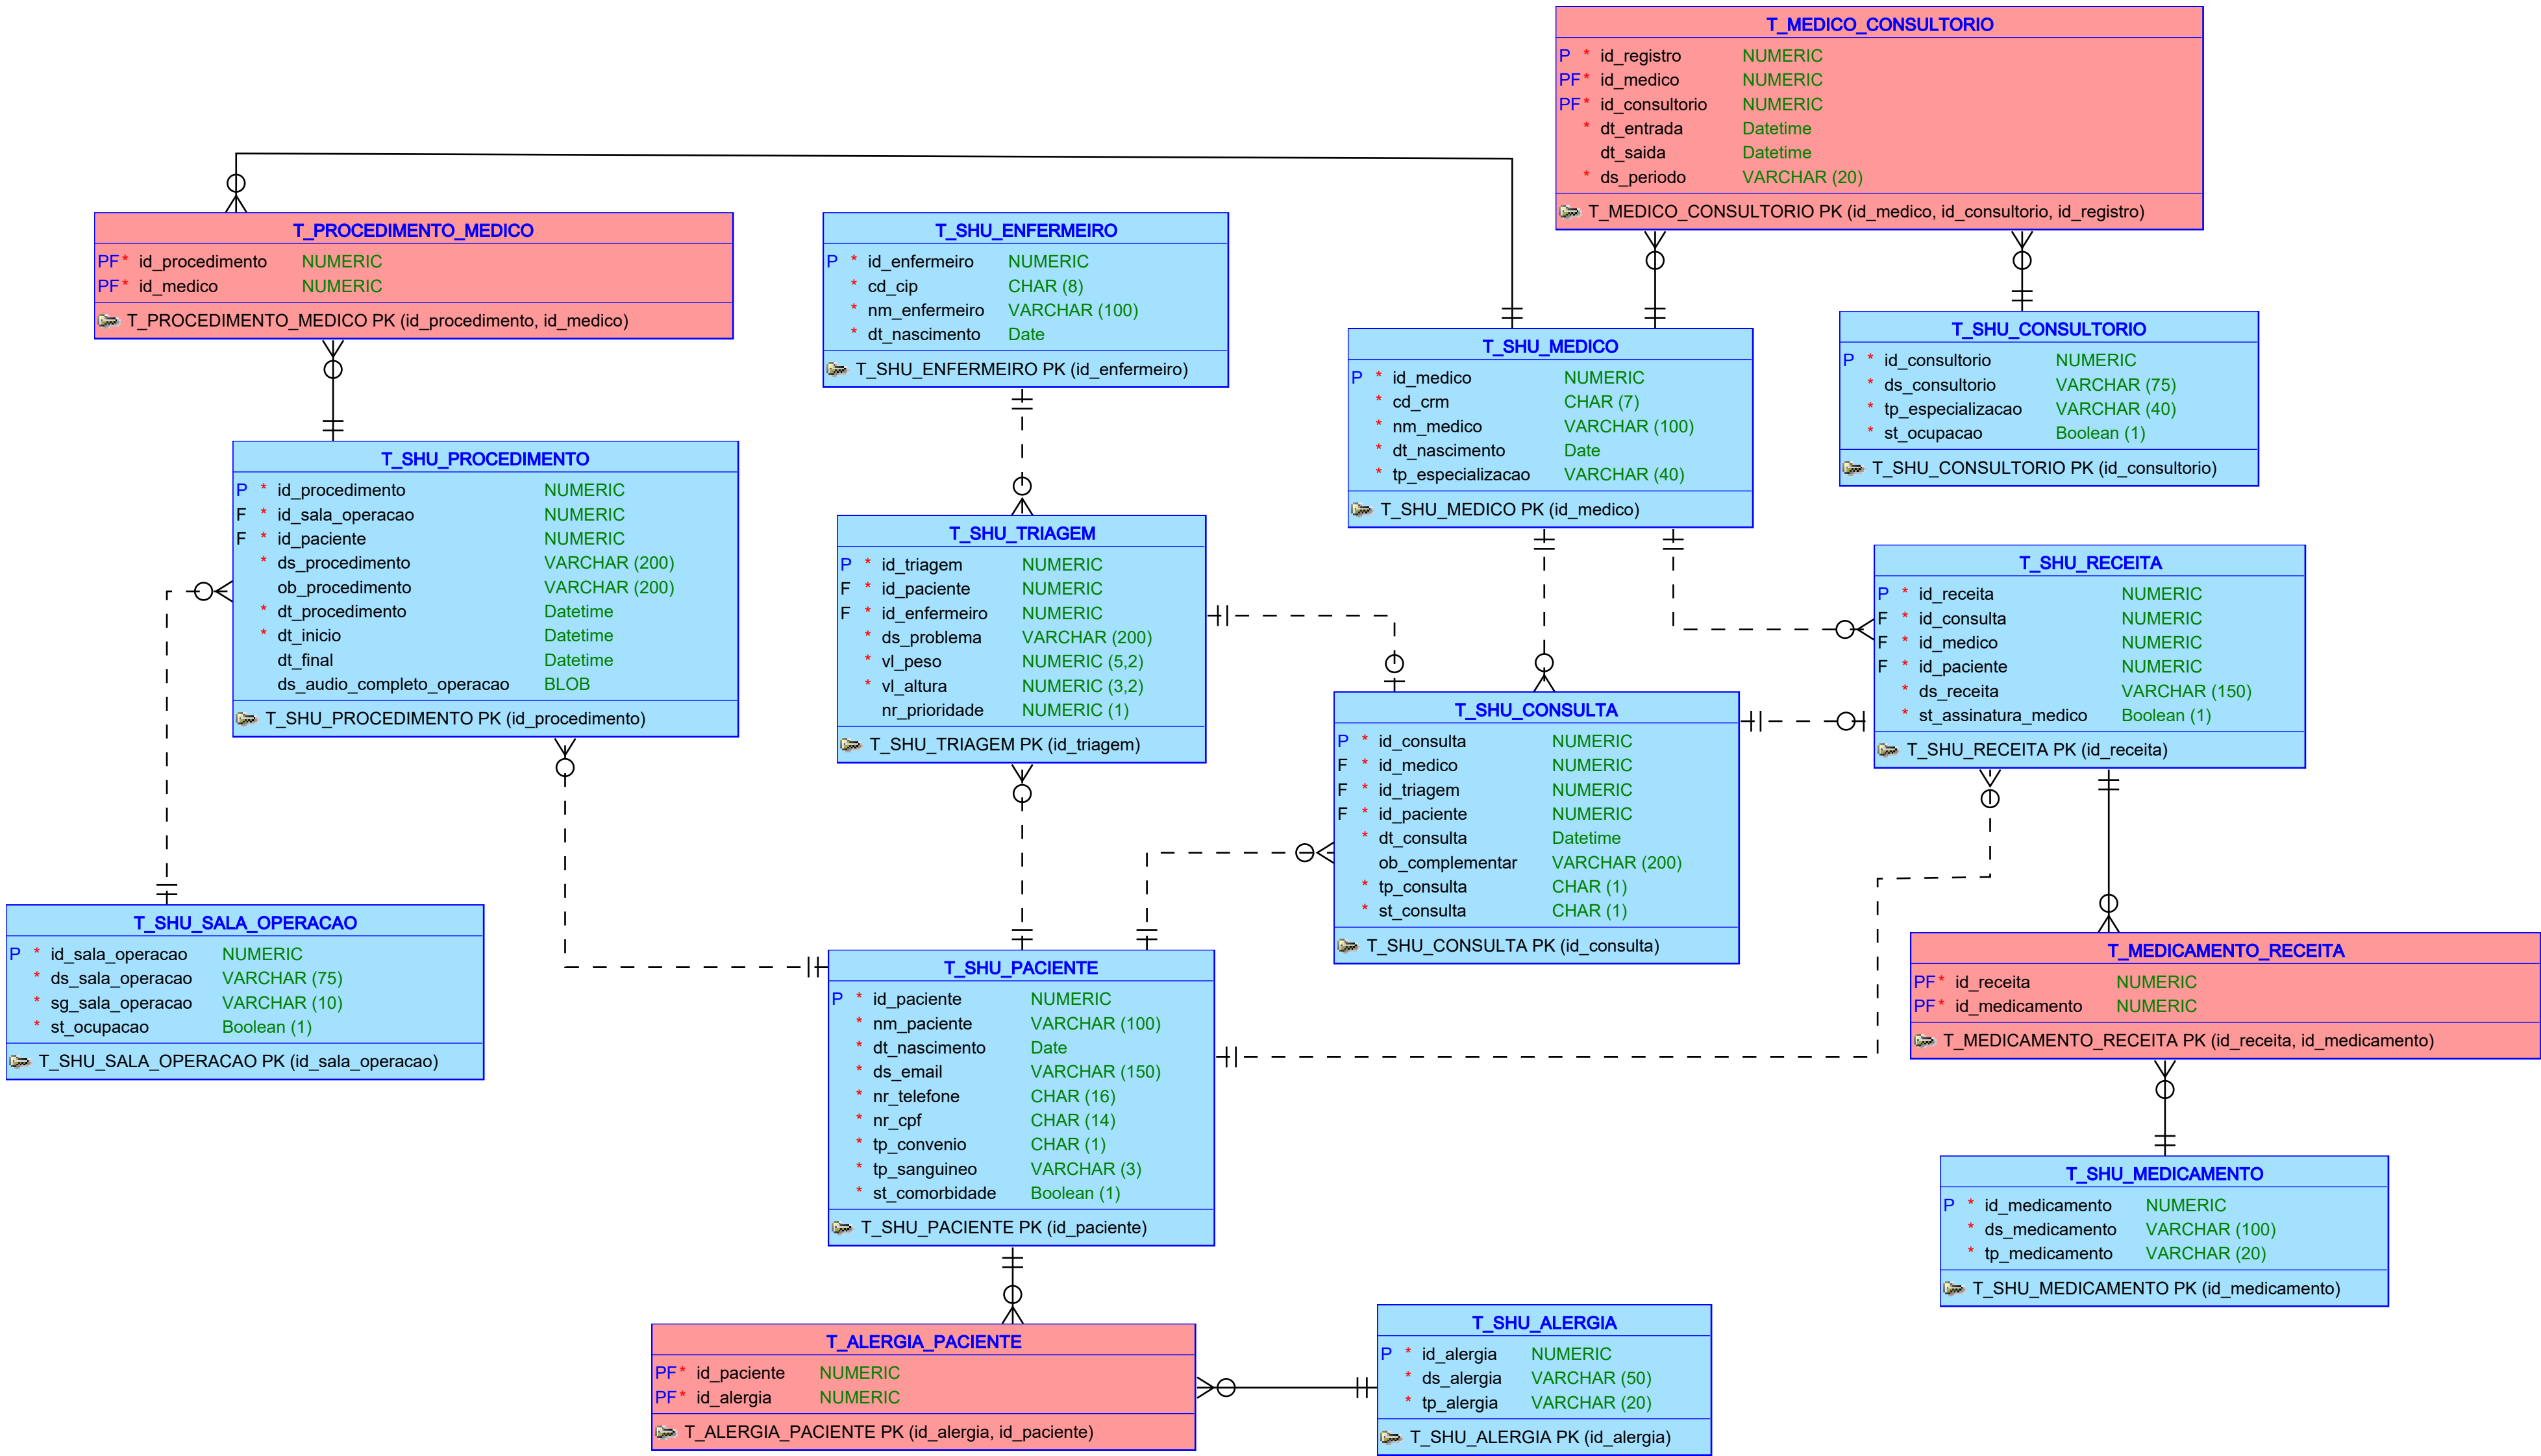 T_MEDICO_CONSULTORIO
P * id_registro NUMERIC
PF * id_medico NUMERIC
PF * id_consultorio NUMERIC
* dt_entrada Datetime
dt_saida Datetime
* ds_periodo VARCHAR (20)
T_MEDICO_CONSULTORIO PK (id_medico, id_consultorio, id_registro)
T_PROCEDIMENTO_MEDICO
PF * id_procedimento NUMERIC
PF * id_medico NUMERIC
T_PROCEDIMENTO_MEDICO PK (id_procedimento, id_medico)
T_SHU_ENFERMEIRO
P * id_enfermeiro NUMERIC
* cd_cip CHAR (8)
* nm_enfermeiro VARCHAR (100)
* dt_nascimento Date
T_SHU_ENFERMEIRO PK (id_enfermeiro)
T_SHU_MEDICO
P * id_medico NUMERIC
* cd_crm CHAR (7)
* nm_medico VARCHAR (100)
* dt_nascimento Date
* tp_especializacao VARCHAR (40)
T_SHU_MEDICO PK (id_medico)
T_SHU_CONSULTORIO
P * id_consultorio NUMERIC
* ds_consultorio VARCHAR (75)
* tp_especializacao VARCHAR (40)
* st_ocupacao Boolean (1)
T_SHU_CONSULTORIO PK (id_consultorio)
T_SHU_PROCEDIMENTO
P * id_procedimento NUMERIC
F * id_sala_operacao NUMERIC
F * id_paciente NUMERIC
* ds_procedimento VARCHAR (200)
ob_procedimento VARCHAR (200)
* dt_procedimento Datetime
* dt_inicio Datetime
dt_final Datetime
ds_audio_completo_operacao BLOB
T_SHU_PROCEDIMENTO PK (id_procedimento)
T_SHU_TRIAGEM
P * id_triagem NUMERIC
F * id_paciente NUMERIC
F * id_enfermeiro NUMERIC
* ds_problema VARCHAR (200)
* vl_peso NUMERIC (5,2)
* vl_altura NUMERIC (3,2)
nr_prioridade NUMERIC (1)
T_SHU_TRIAGEM PK (id_triagem)
T_SHU_RECEITA
P * id_receita NUMERIC
F * id_consulta NUMERIC
F * id_medico NUMERIC
F * id_paciente NUMERIC
* ds_receita VARCHAR (150)
* st_assinatura_medico Boolean (1)
T_SHU_RECEITA PK (id_receita)
T_SHU_CONSULTA
P * id_consulta NUMERIC
F * id_medico NUMERIC
F * id_triagem NUMERIC
F * id_paciente NUMERIC
* dt_consulta Datetime
ob_complementar VARCHAR (200)
* tp_consulta CHAR (1)
* st_consulta CHAR (1)
T_SHU_CONSULTA PK (id_consulta)
T_SHU_SALA_OPERACAO
P * id_sala_operacao NUMERIC
* ds_sala_operacao VARCHAR (75)
* sg_sala_operacao VARCHAR (10)
* st_ocupacao Boolean (1)
T_SHU_SALA_OPERACAO PK (id_sala_operacao)
T_SHU_PACIENTE
P * id_paciente NUMERIC
* nm_paciente VARCHAR (100)
* dt_nascimento Date
* ds_email VARCHAR (150)
* nr_telefone CHAR (16)
* nr_cpf CHAR (14)
* tp_convenio CHAR (1)
* tp_sanguineo VARCHAR (3)
* st_comorbidade Boolean (1)
T_SHU_PACIENTE PK (id_paciente)
T_MEDICAMENTO_RECEITA
PF * id_receita NUMERIC
PF * id_medicamento NUMERIC
T_MEDICAMENTO_RECEITA PK (id_receita, id_medicamento)
T_SHU_MEDICAMENTO
P * id_medicamento NUMERIC
* ds_medicamento VARCHAR (100)
* tp_medicamento VARCHAR (20)
T_SHU_MEDICAMENTO PK (id_medicamento)
T_ALERGIA_PACIENTE
PF * id_paciente NUMERIC
PF * id_alergia NUMERIC
T_ALERGIA_PACIENTE PK (id_alergia, id_paciente)
T_SHU_ALERGIA
P * id_alergia NUMERIC
* ds_alergia VARCHAR (50)
* tp_alergia VARCHAR (20)
T_SHU_ALERGIA PK (id_alergia)